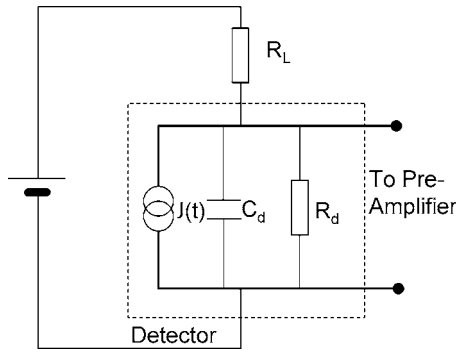 R_L
J(t)
C_d
R_d
To Pre-
Amplifier
Detector